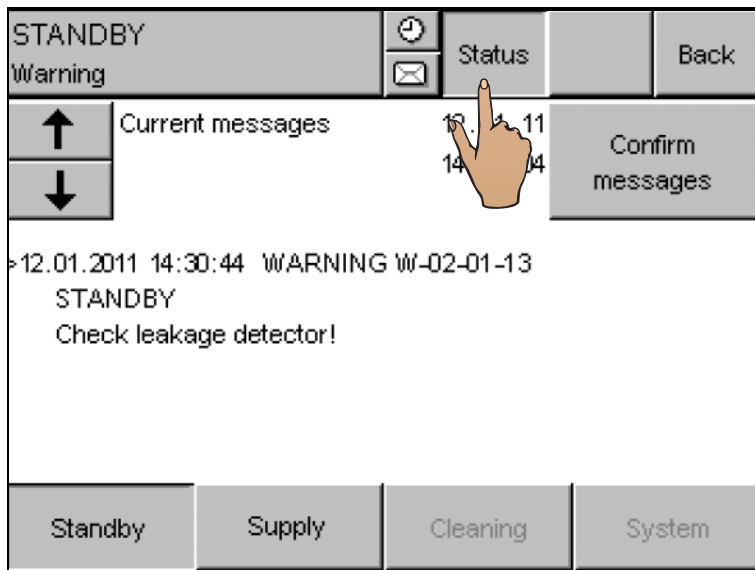 STANDBY
Warning
Status
Back
Current messages
11
Confirm
messages
>12.01.2011 14:30:44 WARNING W-02-01-13
STANDBY
Check leakage detector!
Standby
Supply
Cleaning
System